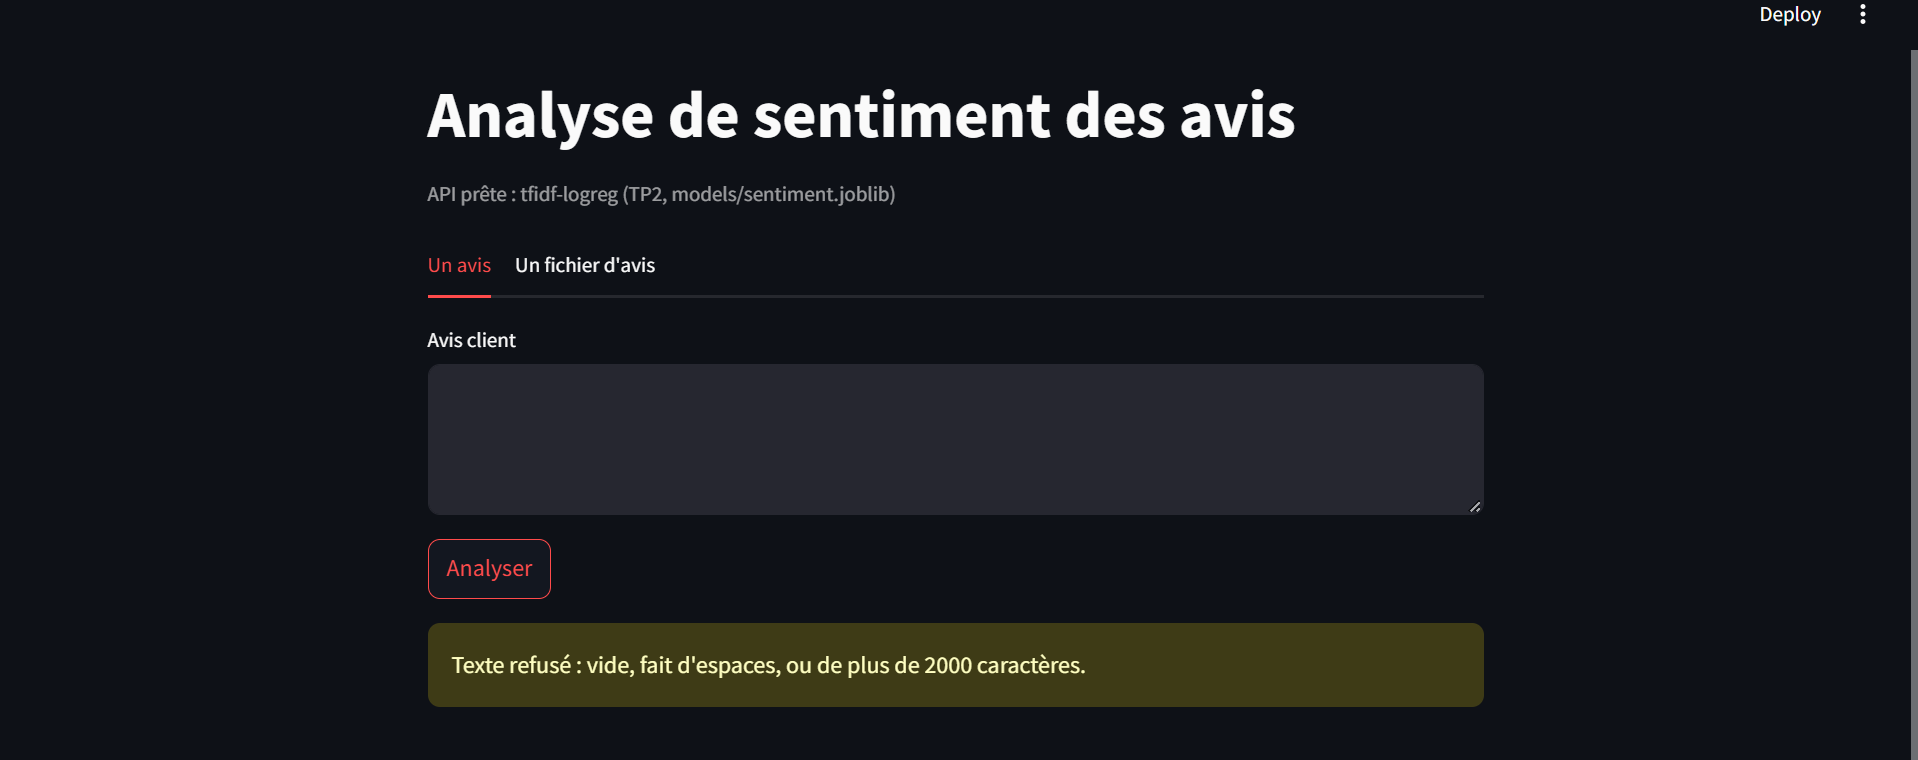 Deploy
Analyse de sentiment des avis
API prête : tfidf-logreg (TP2, models/sentiment.joblib)
Un avis Un fichier d'avis
Avis client
Analyser
Texte refusé : vide, fait d'espaces, ou de plus de 2000 caractères.